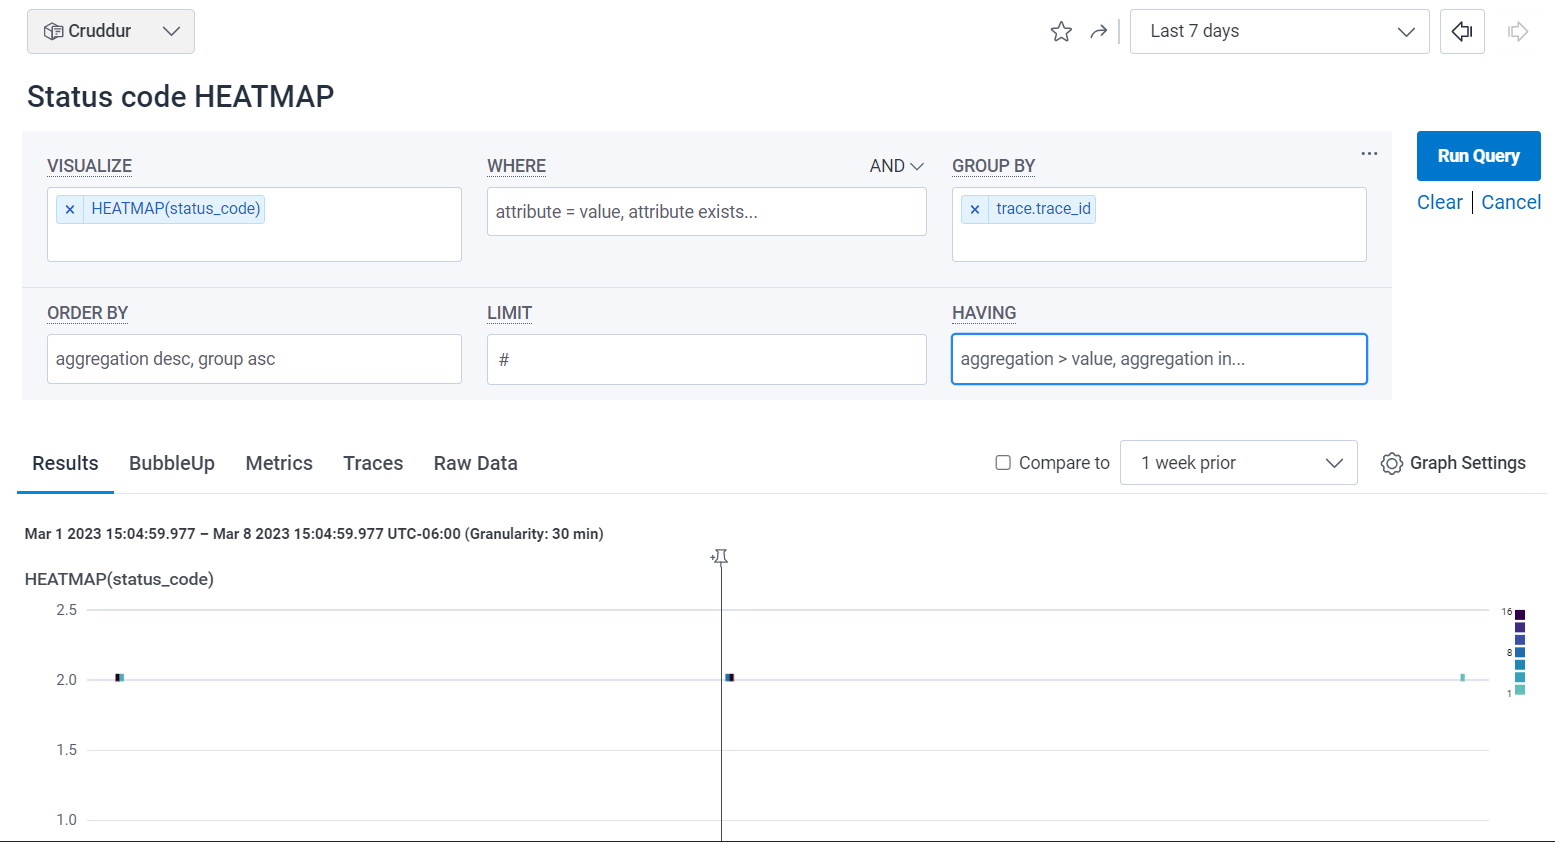 Cruddur
Last 7 days
Status code HEATMAP
VISUALIZE
WHERE
AND
GROUP BY
Run Query
× HEATMAP(status_code)
attribute = value, attribute exists...
× trace.trace_id
Clear | Cancel
ORDER BY
LIMIT
HAVING
aggregation desc, group asc
#
aggregation > value, aggregation in...
Results BubbleUp Metrics Traces Raw Data
Compare to
1 week prior
Graph Settings
Mar 1 2023 15:04:59.977 – Mar 8 2023 15:04:59.977 UTC-06:00 (Granularity: 30 min)
HEATMAP(status_code)
2.5
2.0
1.5
1.0
16
8
1